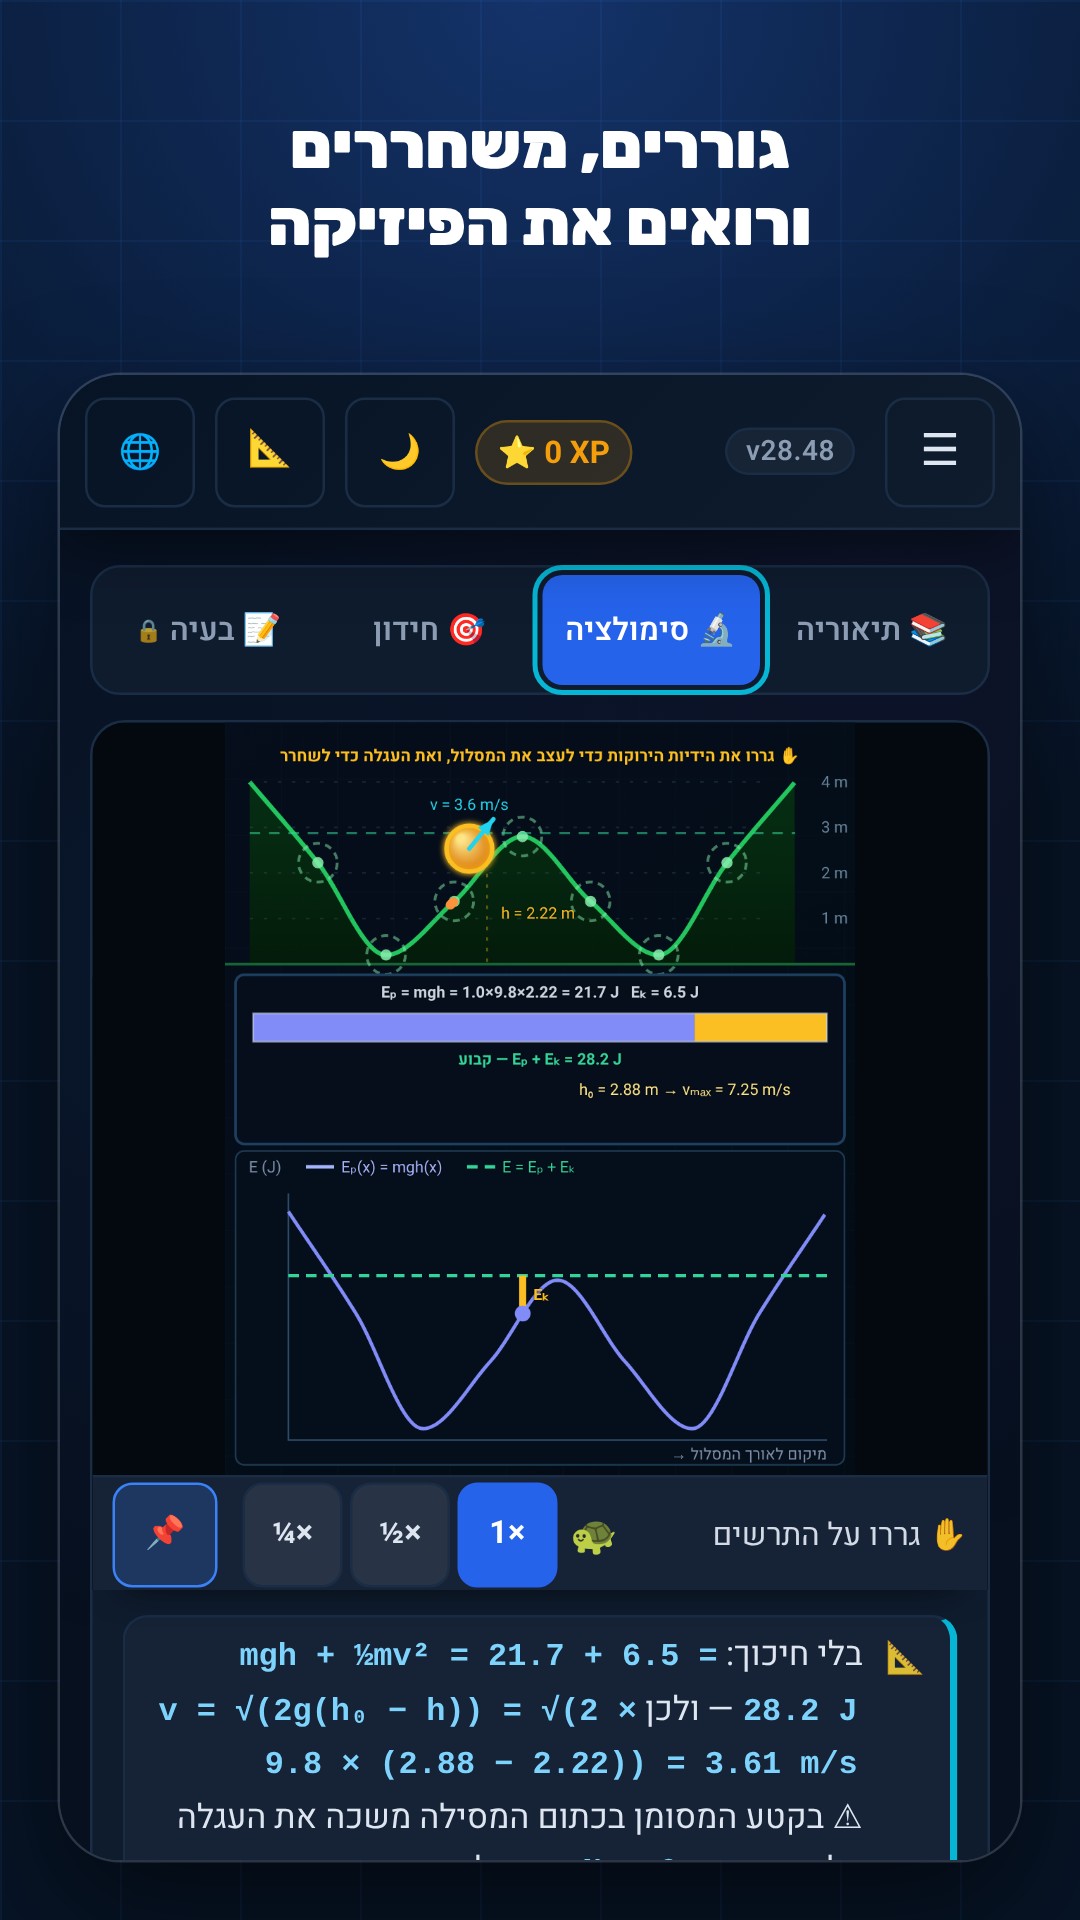 גוררים, משחררים
ורואים את הפיזיקה
☰ v28.48 ⭐ 0 XP 🌙 📐 🌐
📚 תיאוריה 🔬 סימולציה 🎯 חידון 📝 בעיה 🔒
✋ גררו את הידיות הירוקות כדי לעצב את המסלול, ואת העגלה כדי לשחרר
4 m
v = 3.6 m/s
3 m
2 m
h = 2.22 m
1 m
Eₚ = mgh = 1.0×9.8×2.22 = 21.7 J Eₖ = 6.5 J
Eₚ + Eₖ = 28.2 J — קבוע
h₀ = 2.88 m → vₘₐₓ = 7.25 m/s
E (J) Eₚ(x) = mgh(x) E = Eₚ + Eₖ
Eₖ
מיקום לאורך המסלול →
✋ גררו על התרשים 🐢 1× ½× ¼× 📌
📐 בלי חיכוך: mgh + ½mv² = 21.7 + 6.5 =
28.2 J — ולכן v = √(2g(h₀ − h)) = √(2 ×
9.8 × (2.88 − 2.22)) = 3.61 m/s
⚠ בקטע המסומן בכתום המסילה משכה את העגלה